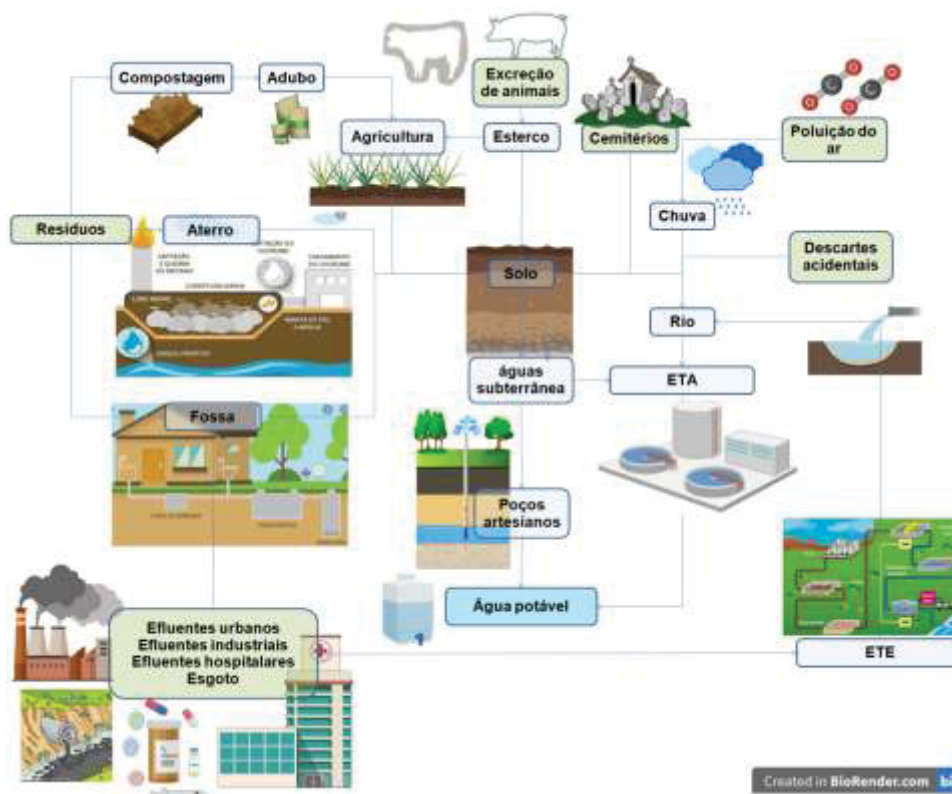 Compostagem
Adubo
Excreção
de animais
Agricultura
Esterco
Cemitérios
Poluição do
ar
Chuva
Resíduos
Aterro
Descartes
acidentais
Solo
Rio
águas
subterrânea
ETA
Fossa
Poços
artesianos
Água potável
Efluentes urbanos
Efluentes industriais
Efluentes hospitalares
Esgoto
ETE
Created in BioRender.com